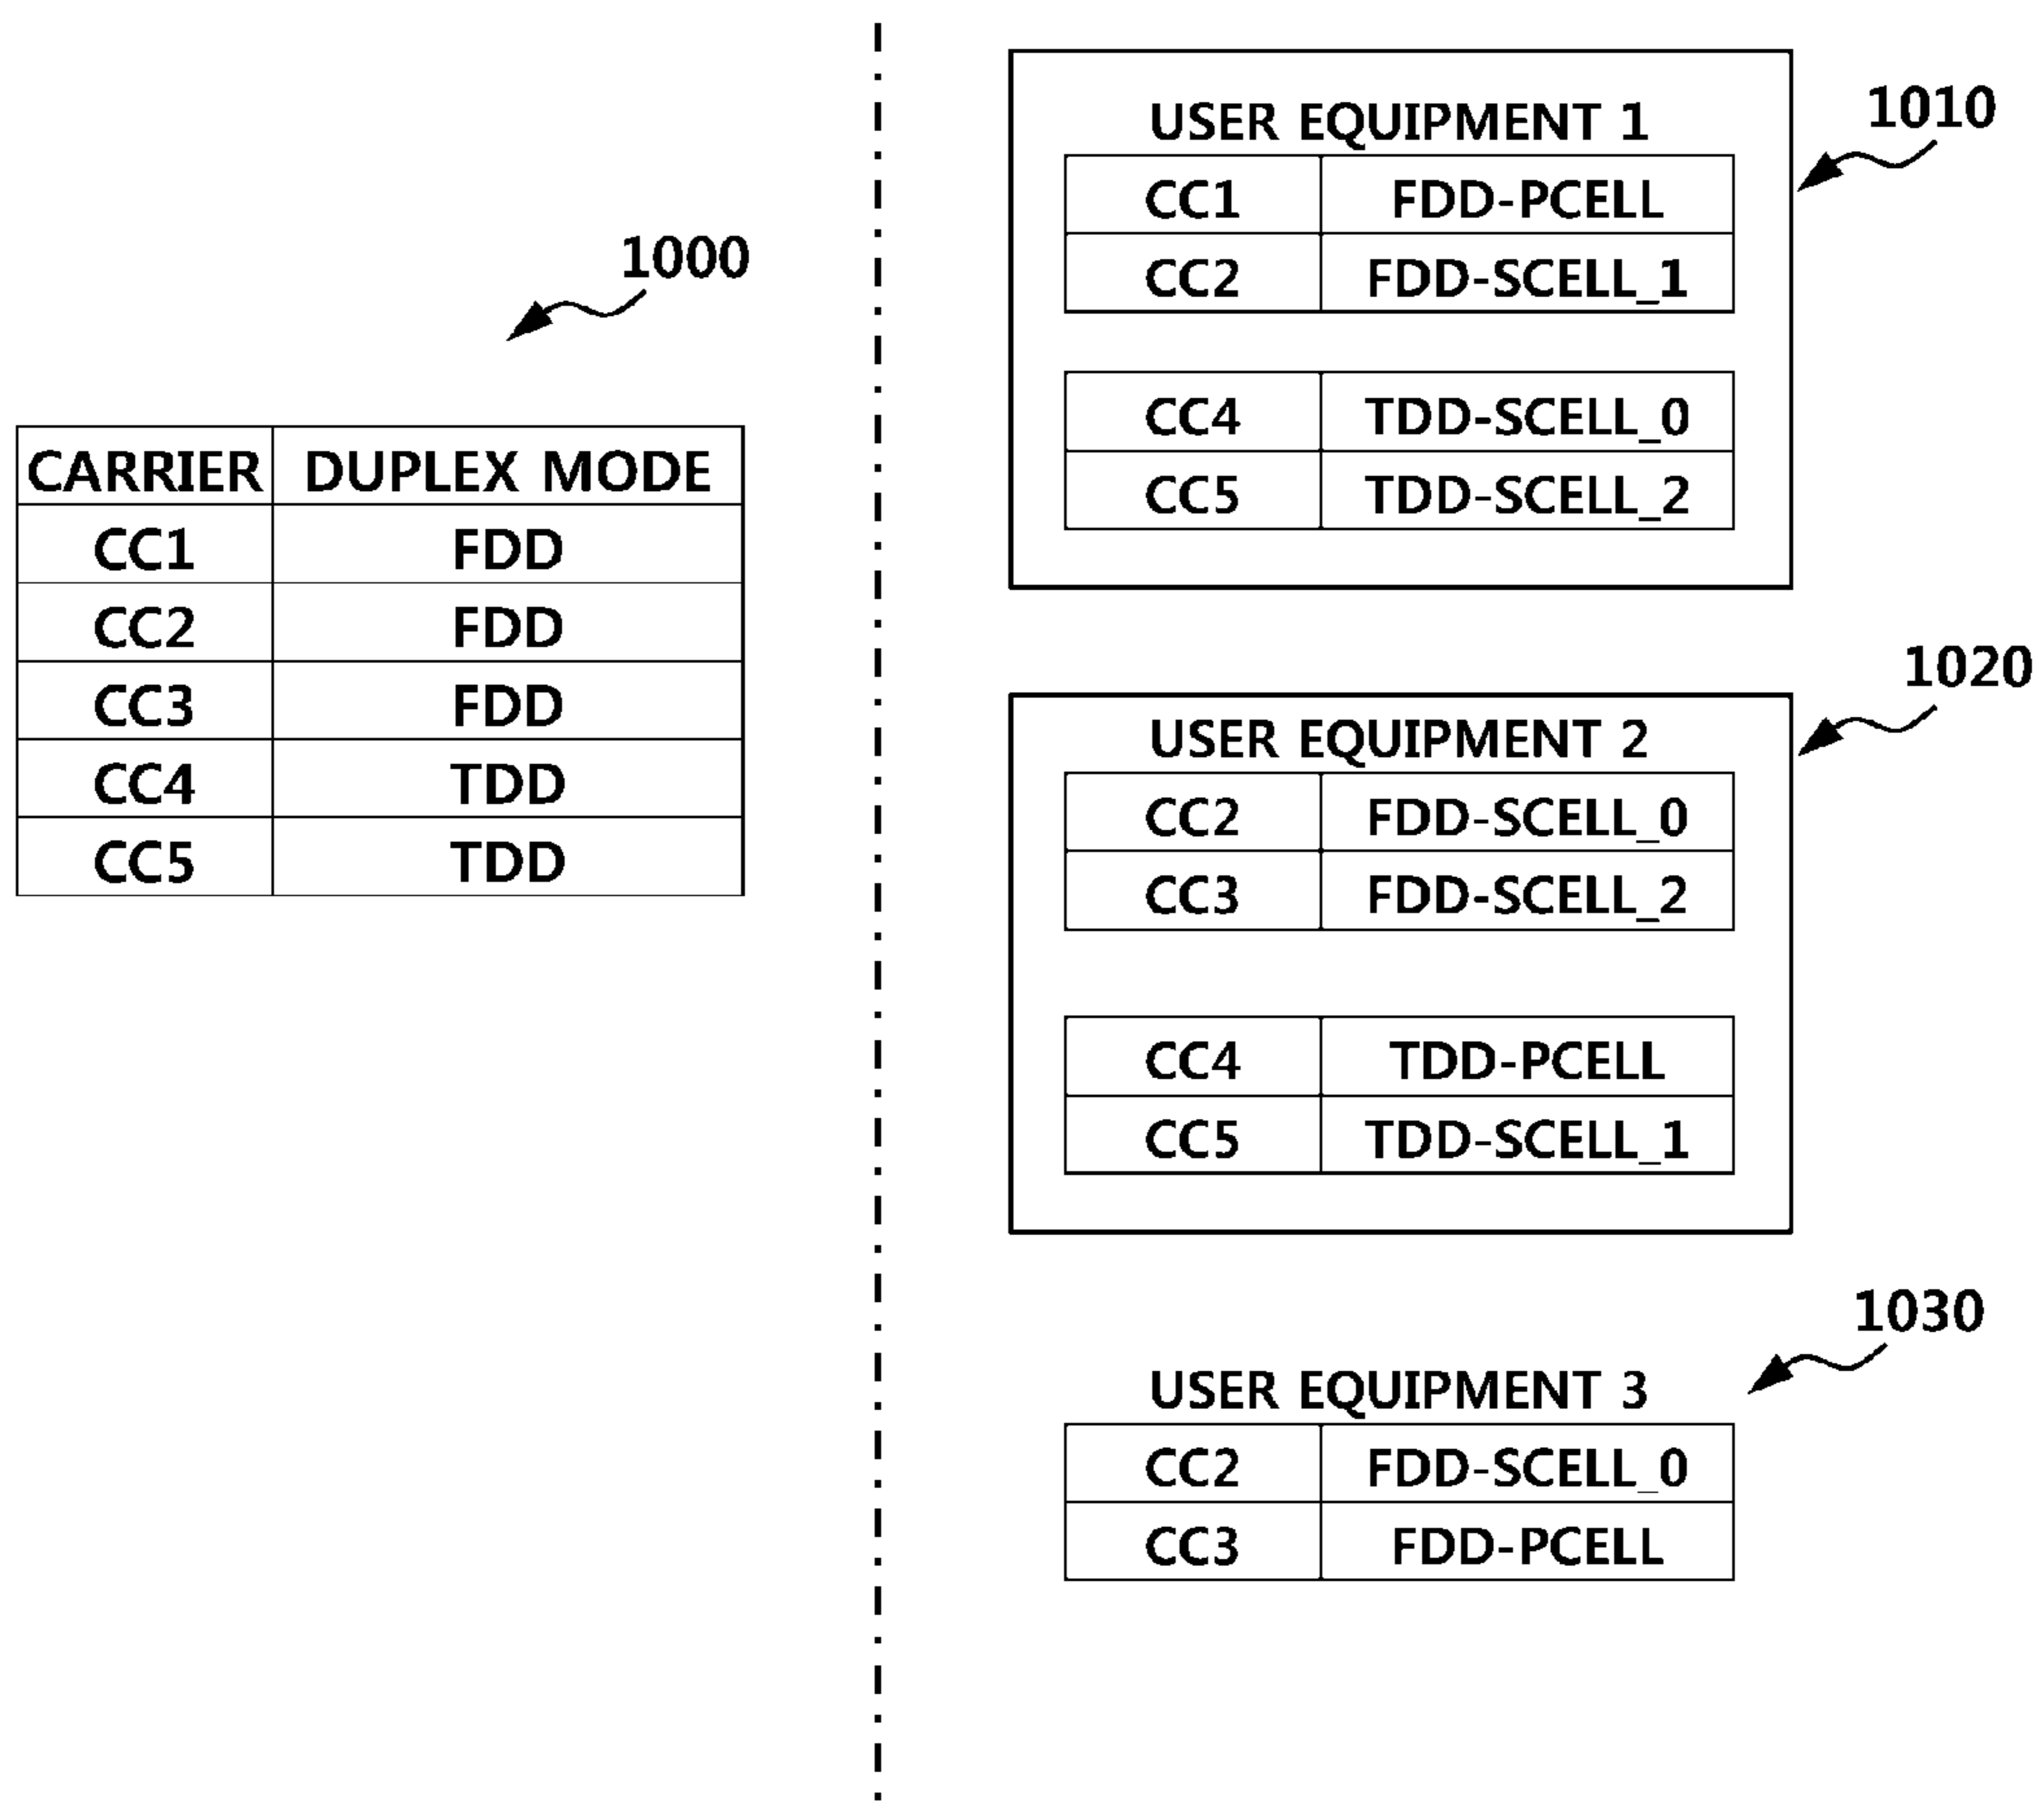 1000
CARRIER DUPLEX MODE
CC1 FDD
CC2 FDD
CC3 FDD
CC4 TDD
CC5 TDD
1010
USER EQUIPMENT 1
CC1 FDD-PCELL
CC2 FDD-SCELL_1
CC4 TDD-SCELL_0
CC5 TDD-SCELL_2
1020
USER EQUIPMENT 2
CC2 FDD-SCELL_0
CC3 FDD-SCELL_2
CC4 TDD-PCELL
CC5 TDD-SCELL_1
1030
USER EQUIPMENT 3
CC2 FDD-SCELL_0
CC3 FDD-PCELL